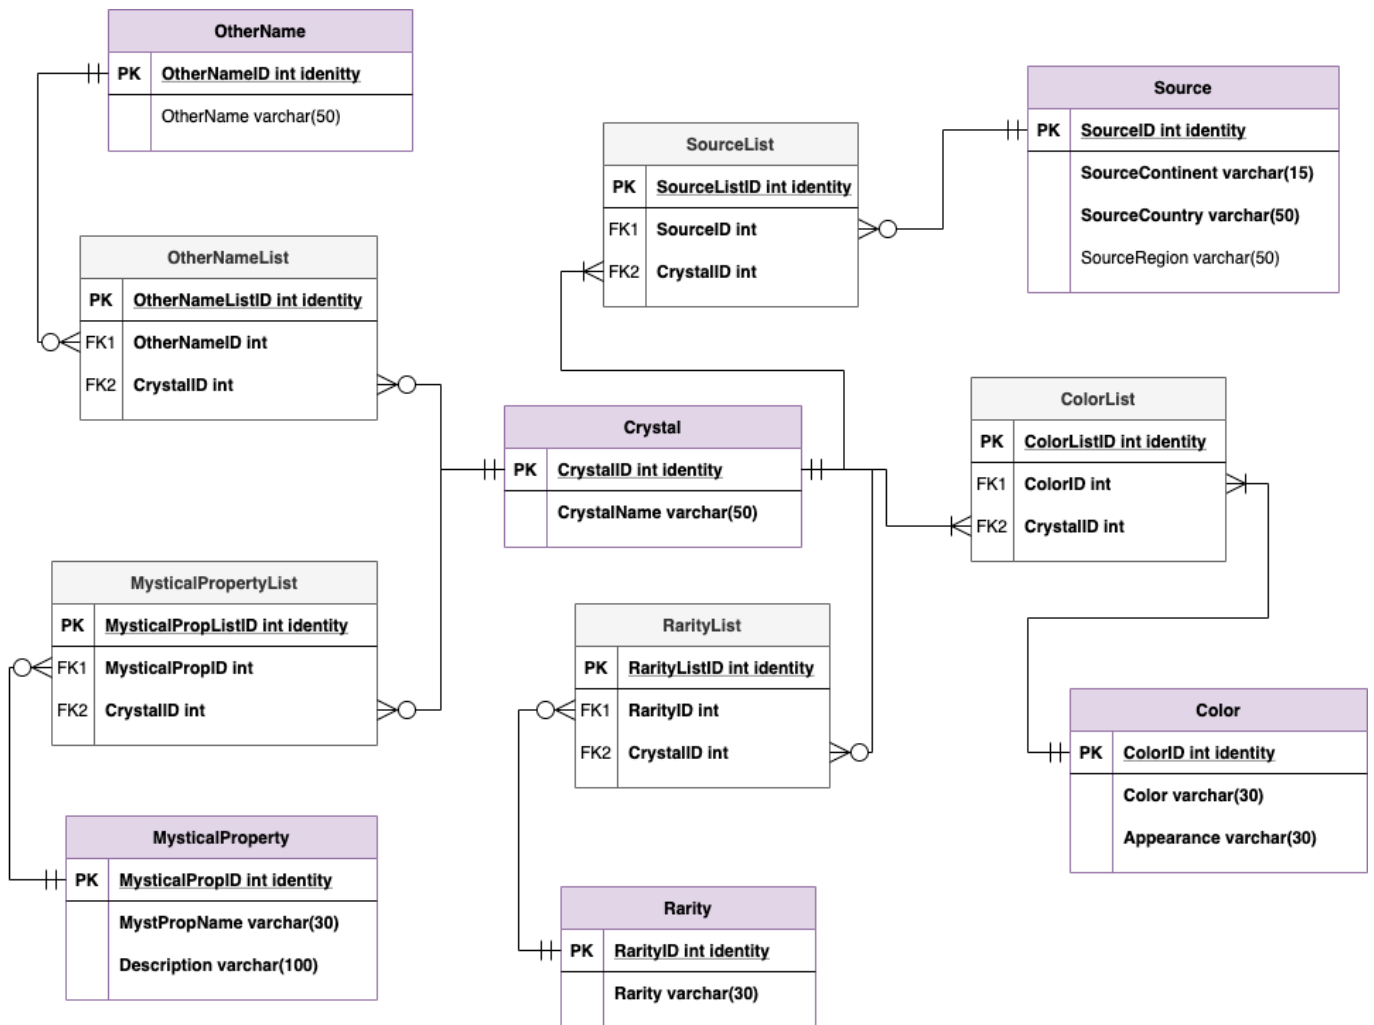 OtherName
PK OtherNameID int idenitty
OtherName varchar(50)
Source
PK SourceID int identity
SourceContinent varchar(15)
SourceCountry varchar(50)
SourceRegion varchar(50)
SourceList
PK SourceListID int identity
FK1 SourceID int
FK2 CrystalID int
OtherNameList
PK OtherNameListID int identity
FK1 OtherNameID int
FK2 CrystalID int
Crystal
PK CrystalID int identity
CrystalName varchar(50)
ColorList
PK ColorListID int identity
FK1 ColorID int
FK2 CrystalID int
MysticalPropertyList
PK MysticalPropListID int identity
FK1 MysticalPropID int
FK2 CrystalID int
RarityList
PK RarityListID int identity
FK1 RarityID int
FK2 CrystalID int
Color
PK ColorID int identity
Color varchar(30)
Appearance varchar(30)
MysticalProperty
PK MysticalPropID int identity
MystPropName varchar(30)
Description varchar(100)
Rarity
PK RarityID int identity
Rarity varchar(30)